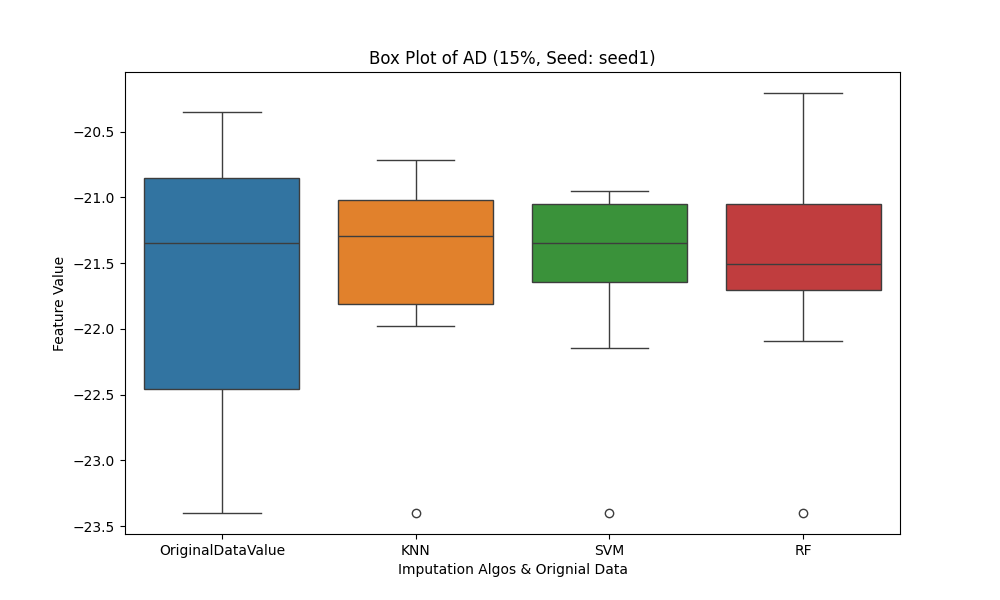 Box Plot of AD (15%, Seed: seed1)
Feature Value
−20.5
−21.0
−21.5
−22.0
−22.5
−23.0
−23.5
OriginalDataValue KNN SVM RF
Imputation Algos & Orignial Data